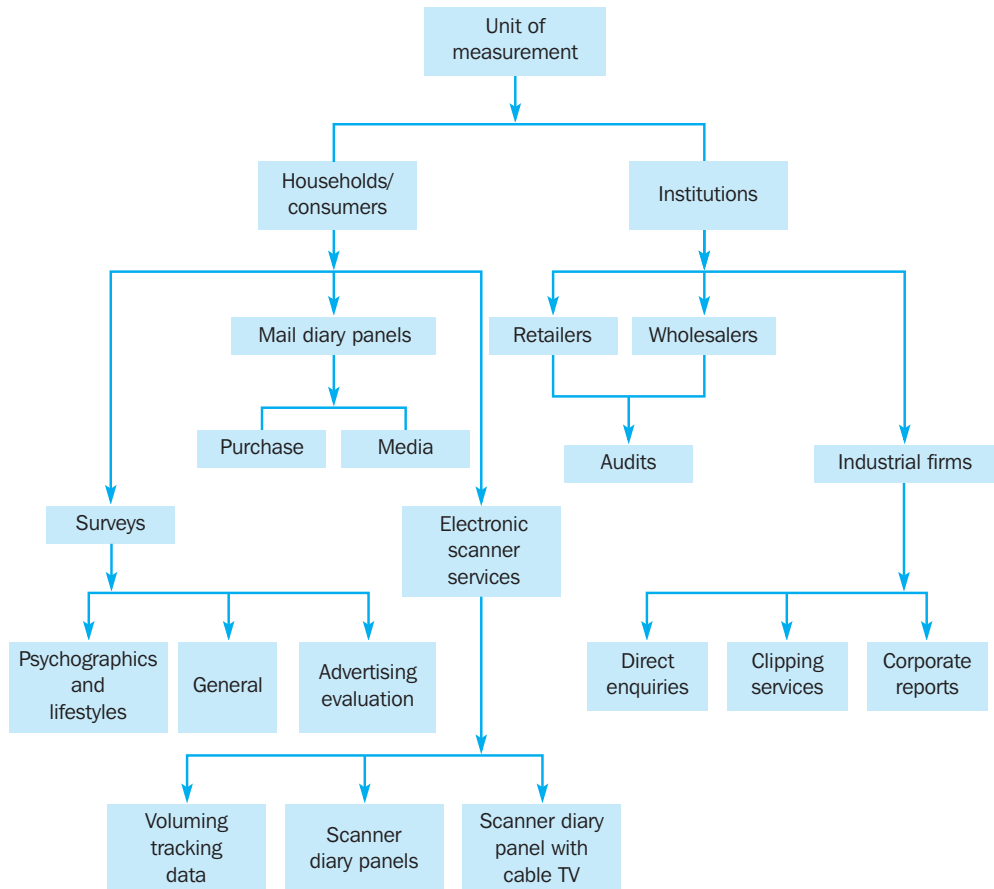 Unit of
measurement
Households/
consumers
Institutions
Mail diary panels
Retailers
Wholesalers
Purchase
Media
Audits
Industrial firms
Surveys
Electronic
scanner
services
Psychographics
and
lifestyles
General
Advertising
evaluation
Direct
enquiries
Clipping
services
Corporate
reports
Voluming
tracking
data
Scanner
diary panels
Scanner diary
panel with
cable TV